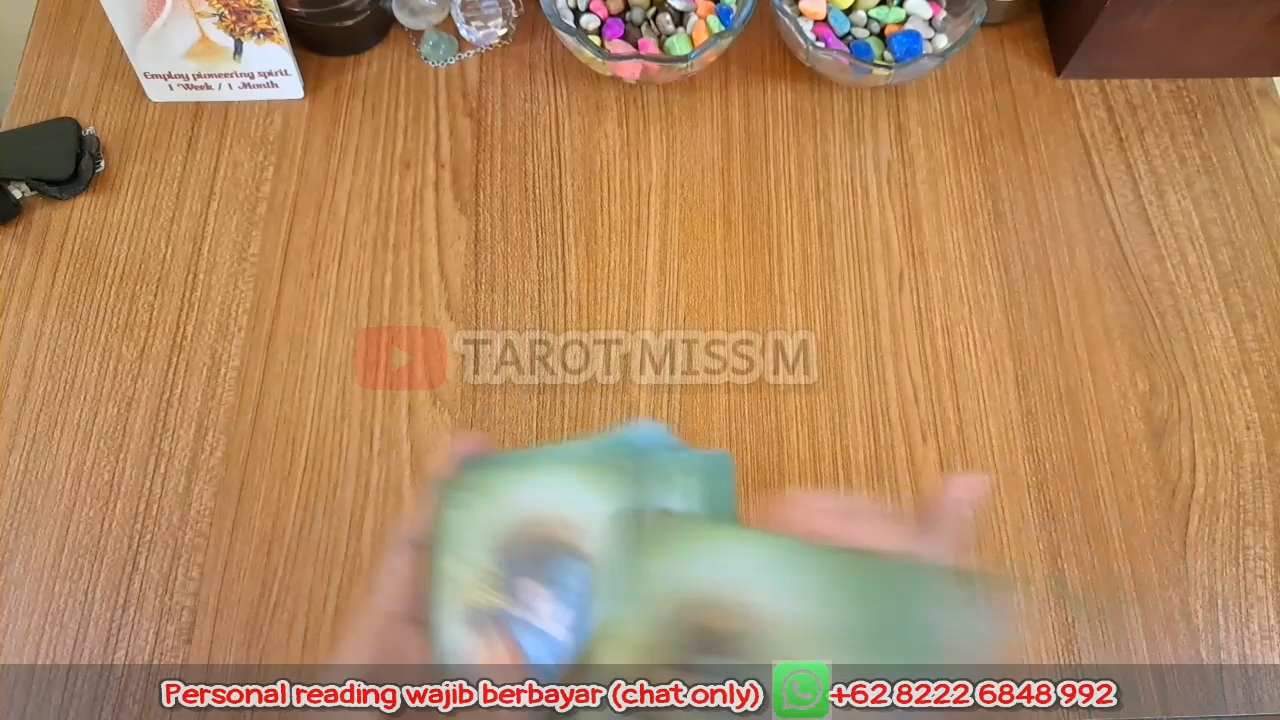 Employ pioneering spirit.
1 Week / 1 Month
TAROT MISS M
Personal reading wajib berbayar (chat only) +62 8222 6848 992